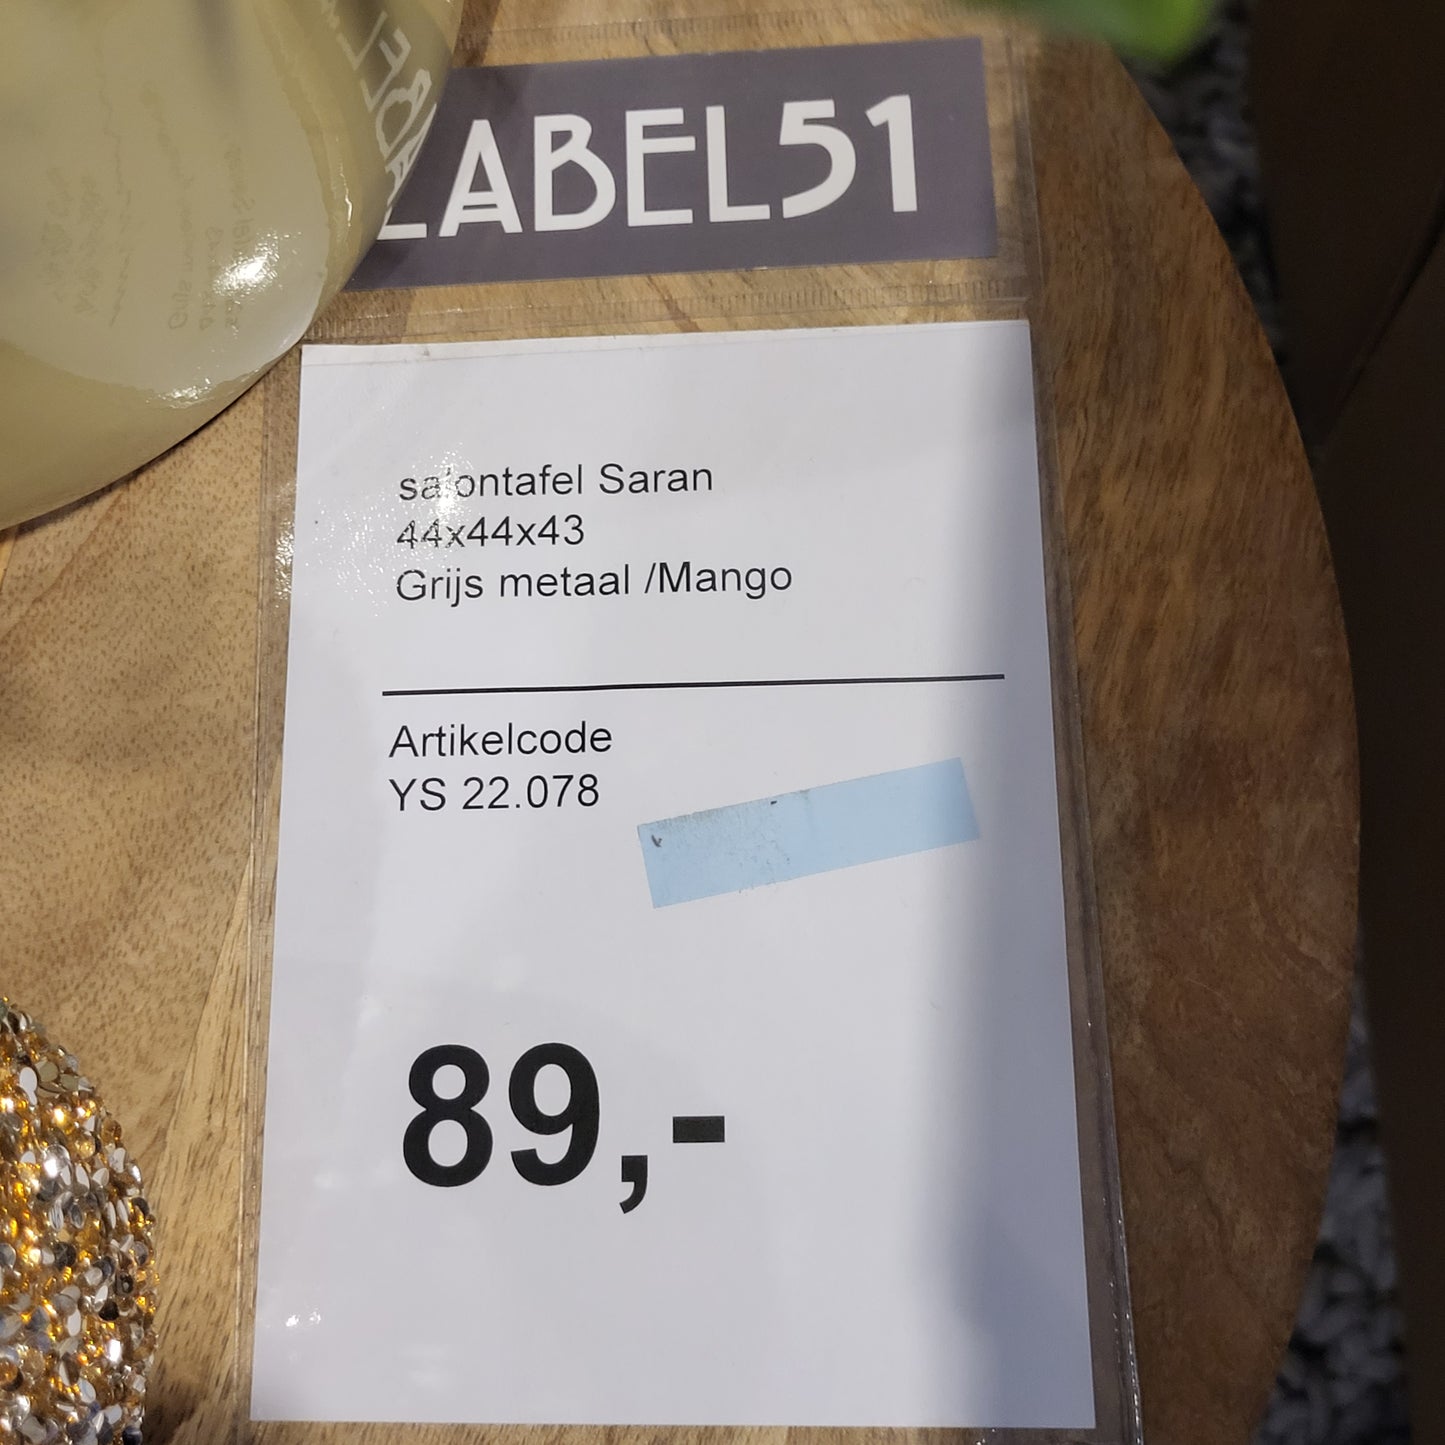 LABEL51
salontafel Saran
44x44x43
Grijs metaal /Mango
Artikelcode
YS 22.078
89,-